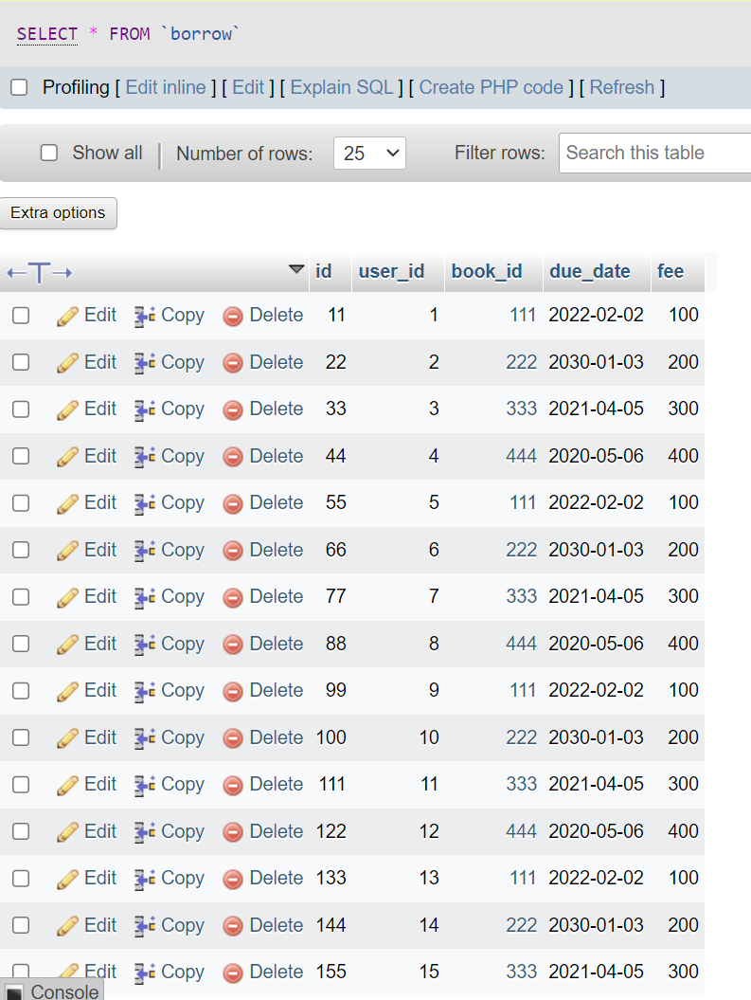 SELECT * FROM `borrow`
Profiling [ Edit inline ] [ Edit ] [ Explain SQL ] [ Create PHP code ] [ Refresh ]
Show all Number of rows: 25 Filter rows: Search this table
Extra options
id user_id book_id due_date fee
Edit Copy Delete 11 1 111 2022-02-02 100
Edit Copy Delete 22 2 222 2030-01-03 200
Edit Copy Delete 33 3 333 2021-04-05 300
Edit Copy Delete 44 4 444 2020-05-06 400
Edit Copy Delete 55 5 111 2022-02-02 100
Edit Copy Delete 66 6 222 2030-01-03 200
Edit Copy Delete 77 7 333 2021-04-05 300
Edit Copy Delete 88 8 444 2020-05-06 400
Edit Copy Delete 99 9 111 2022-02-02 100
Edit Copy Delete 100 10 222 2030-01-03 200
Edit Copy Delete 111 11 333 2021-04-05 300
Edit Copy Delete 122 12 444 2020-05-06 400
Edit Copy Delete 133 13 111 2022-02-02 100
Edit Copy Delete 144 14 222 2030-01-03 200
Edit Copy Delete 155 15 333 2021-04-05 300
Console